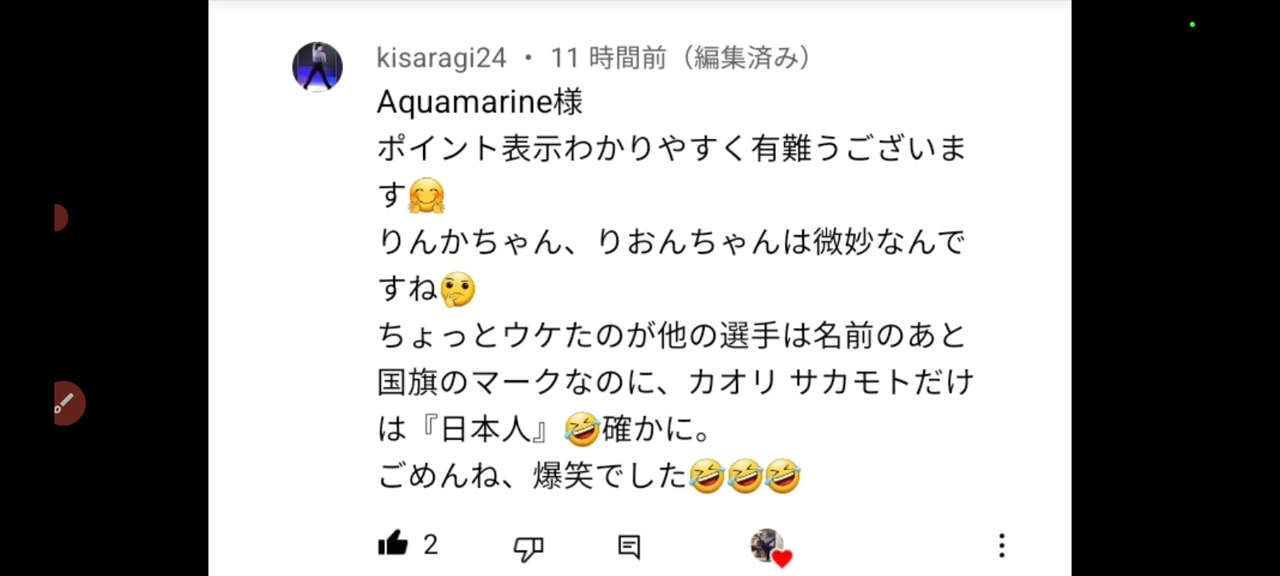 kisaragi24 • 11 時間前（編集済み）
Aquamarine様
ポイント表示わかりやすく有難うございま
す🤗
りんかちゃん、りおんちゃんは微妙なんで
すね🤔
ちょっとウケたのが他の選手は名前のあと
国旗のマークなのに、カオリ サカモトだけ
は『日本人』🤣確かに。
ごめんね、爆笑でした🤣🤣🤣
2